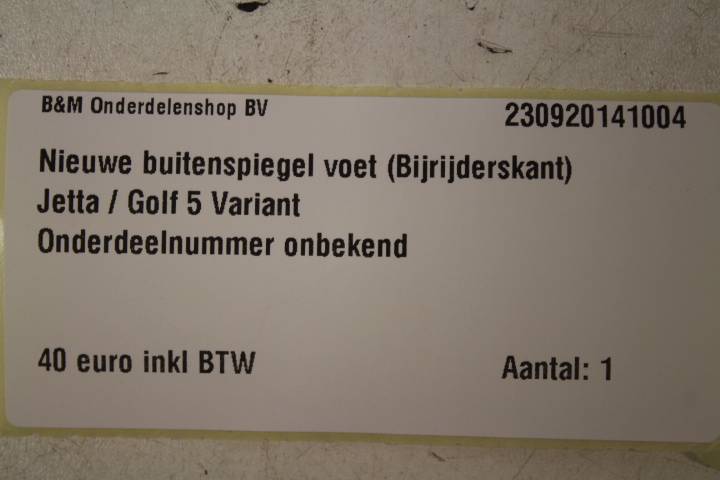 B&M Onderdelenshop BV 230920141004
Nieuwe buitenspiegel voet (Bijrijderskant)
Jetta / Golf 5 Variant
Onderdeelnummer onbekend
40 euro inkl BTW Aantal: 1